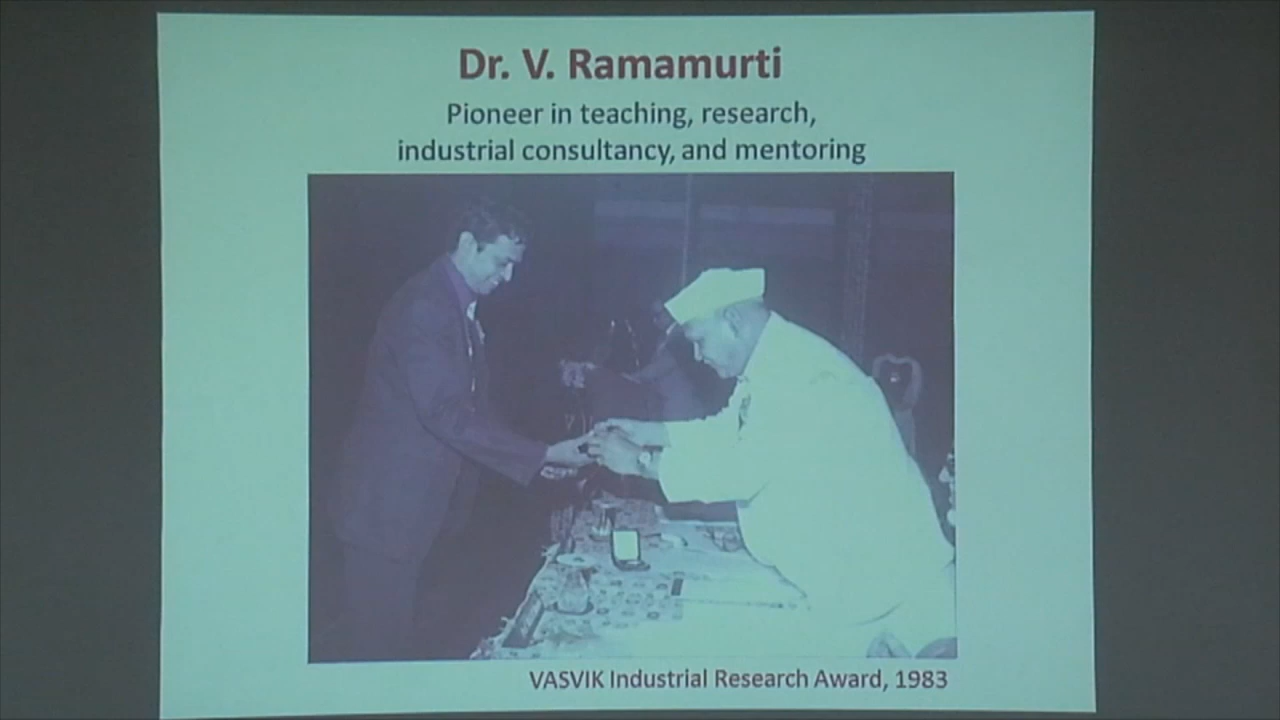 Dr. V. Ramamurti
Pioneer in teaching, research,
industrial consultancy, and mentoring
VASVIK Industrial Research Award, 1983